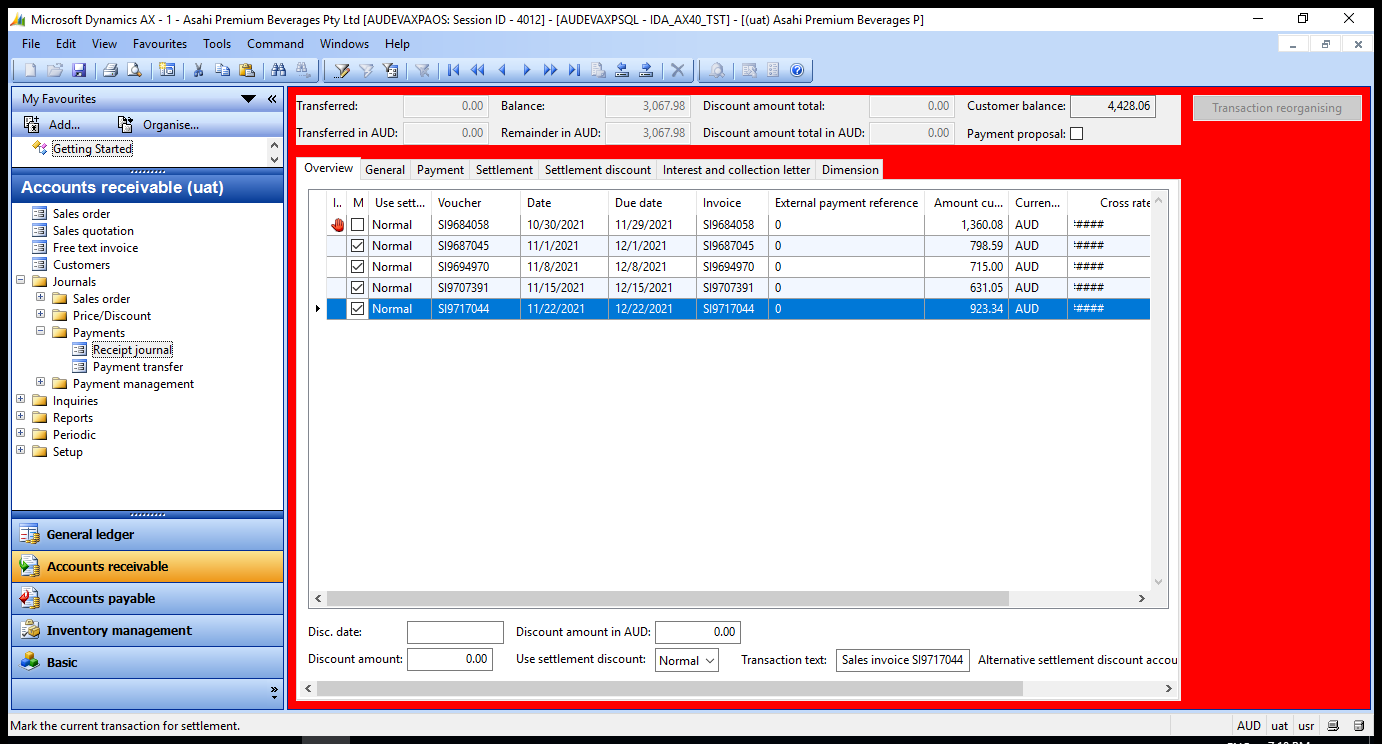 Microsoft Dynamics AX - 1 - Asahi Premium Beverages Pty Ltd [AUDEVAXPAOS: Session ID - 4012] - [AUDEVAXPSQL - IDA_AX40_TST] - [(uat) Asahi Premium Beverages P]
File Edit View Favourites Tools Command Windows Help
My Favourites
Add... Organise...
Getting Started
Accounts receivable (uat)
Sales order
Sales quotation
Free text invoice
Customers
Journals
Sales order
Price/Discount
Payments
Receipt journal
Payment transfer
Payment management
Inquiries
Reports
Periodic
Setup
General ledger
Accounts receivable
Accounts payable
Inventory management
Basic
Transferred: 0.00 Balance: 3,067.98 Discount amount total: 0.00 Customer balance: 4,428.06 Transaction reorganising
Transferred in AUD: 0.00 Remainder in AUD: 3,067.98 Discount amount total in AUD: 0.00 Payment proposal:
Overview General Payment Settlement Settlement discount Interest and collection letter Dimension
I.. M Use sett... Voucher Date Due date Invoice External payment reference Amount cu... Curren... Cross rate
Normal SI9684058 10/30/2021 11/29/2021 SI9684058 0 1,360.08 AUD ####
Normal SI9687045 11/1/2021 12/1/2021 SI9687045 0 798.59 AUD ####
Normal SI9694970 11/8/2021 12/8/2021 SI9694970 0 715.00 AUD ####
Normal SI9707391 11/15/2021 12/15/2021 SI9707391 0 631.05 AUD ####
Normal SI9717044 11/22/2021 12/22/2021 SI9717044 0 923.34 AUD ####
Disc. date: Discount amount in AUD: 0.00
Discount amount: 0.00 Use settlement discount: Normal Transaction text: Sales invoice SI9717044 Alternative settlement discount accou
Mark the current transaction for settlement. AUD uat usr